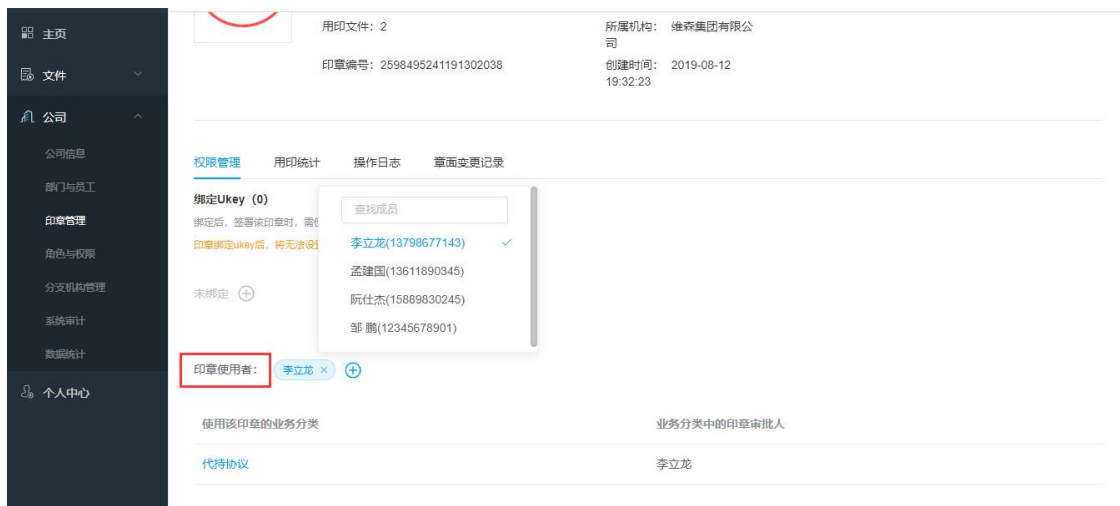 主页
文件
公司
公司信息
部门与员工
印章管理
角色与权限
分支机构管理
系统审计
数据统计
个人中心
用印文件：2
所属机构： 维森集团有限公司
印章编号：2598495241191302038
创建时间： 2019-08-12
19:32:23
权限管理 用印统计 操作日志 章面变更记录
绑定Ukey（0）
绑定后，签署该印章时，需
印章绑定ukey后，将无法设
未绑定
查找成员
李立龙(13798677143)
孟建国(13611890345)
阮仕杰(15889830245)
邹 鹏(12345678901)
印章使用者： 李立龙 ×
使用该印章的业务分类 业务分类中的印章审批人
代持协议 李立龙